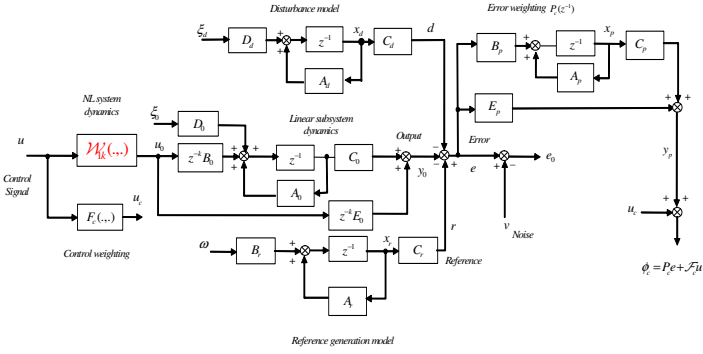 Disturbance model
Error weighting P_c(z^{-1})
ξ_d
D_d
+
+
z^{-1}
x_d
C_d
d
A_d
B_p
+
+
z^{-1}
x_p
C_p
A_p
E_p
+
+
NL system
dynamics
ξ_0
D_0
Linear subsystem
dynamics
u
W_{1k}(.,.)
u_0
z^{-k}B_0
+
+
+
z^{-1}
C_0
Output
+
+
y_0
−
−
+
Error
e
+
−
e_0
y_p
Control
Signal
A_0
F_c(.,.)
u_c
z^{-k}E_0
r
v
Noise
u_c
+
+
Control weighting
ω
B_r
+
+
z^{-1}
x_r
C_r
Reference
ϕ_c = P_c e + F_c u
A_r
Reference generation model